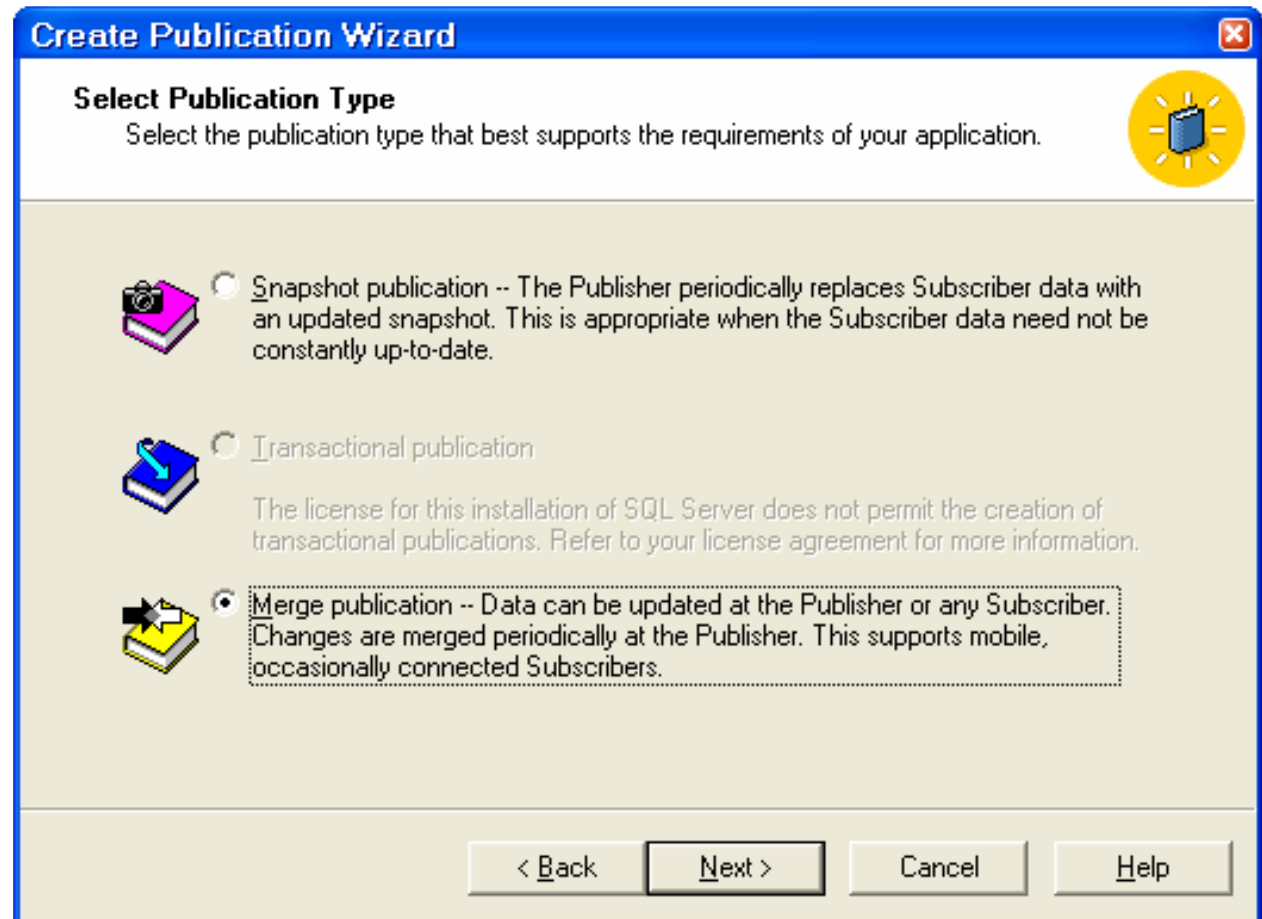 Create Publication Wizard
Select Publication Type
Select the publication type that best supports the requirements of your application.
Snapshot publication -- The Publisher periodically replaces Subscriber data with
an updated snapshot. This is appropriate when the Subscriber data need not be
constantly up-to-date.
Transactional publication
The license for this installation of SQL Server does not permit the creation of
transactional publications. Refer to your license agreement for more information.
Merge publication -- Data can be updated at the Publisher or any Subscriber.
Changes are merged periodically at the Publisher. This supports mobile,
occasionally connected Subscribers.
< Back Next > Cancel Help